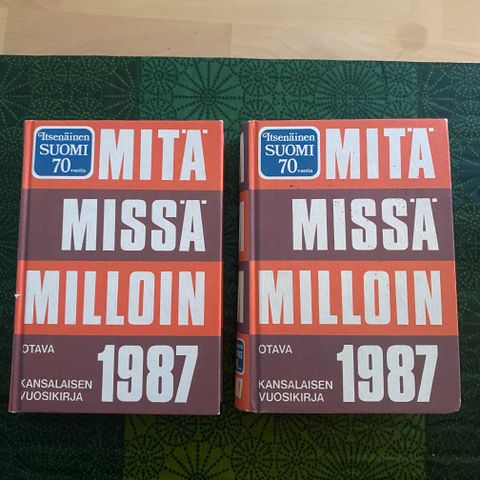 Itsenäinen
SUOMI
70 vuotta
MITÄ
MISSÄ
MILLOIN
OTAVA
1987
KANSALAISEN
VUOSIKIRJA
Itsenäinen
SUOMI
70 vuotta
MITÄ
MISSÄ
MILLOIN
OTAVA
1987
KANSALAISEN
VUOSIKIRJA